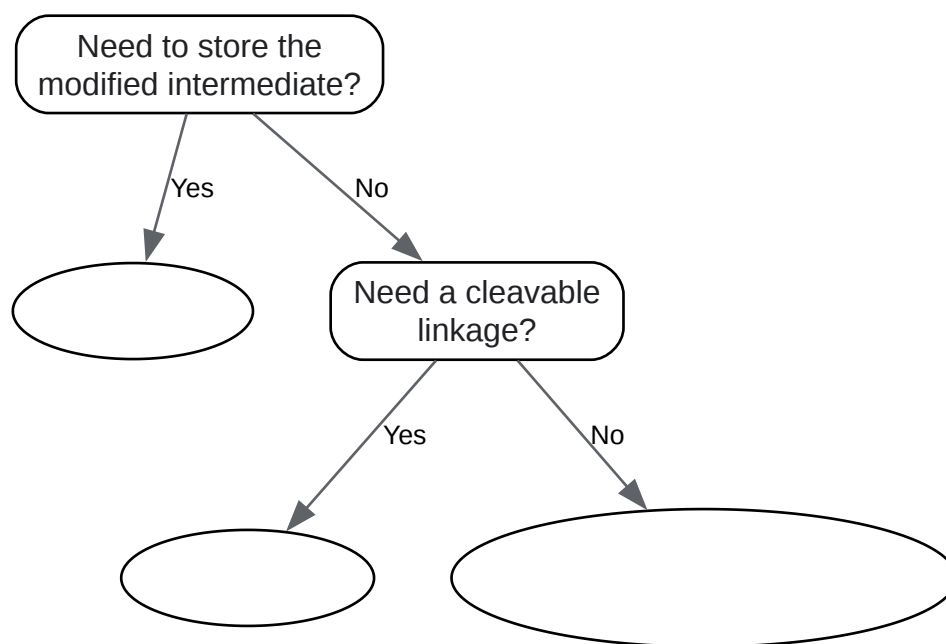 Need to store the
modified intermediate?
Yes
No
Need a cleavable
linkage?
Yes
No